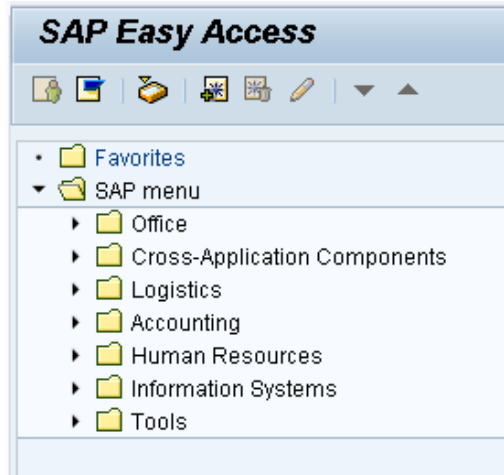 SAP Easy Access
Favorites
SAP menu
Office
Cross-Application Components
Logistics
Accounting
Human Resources
Information Systems
Tools